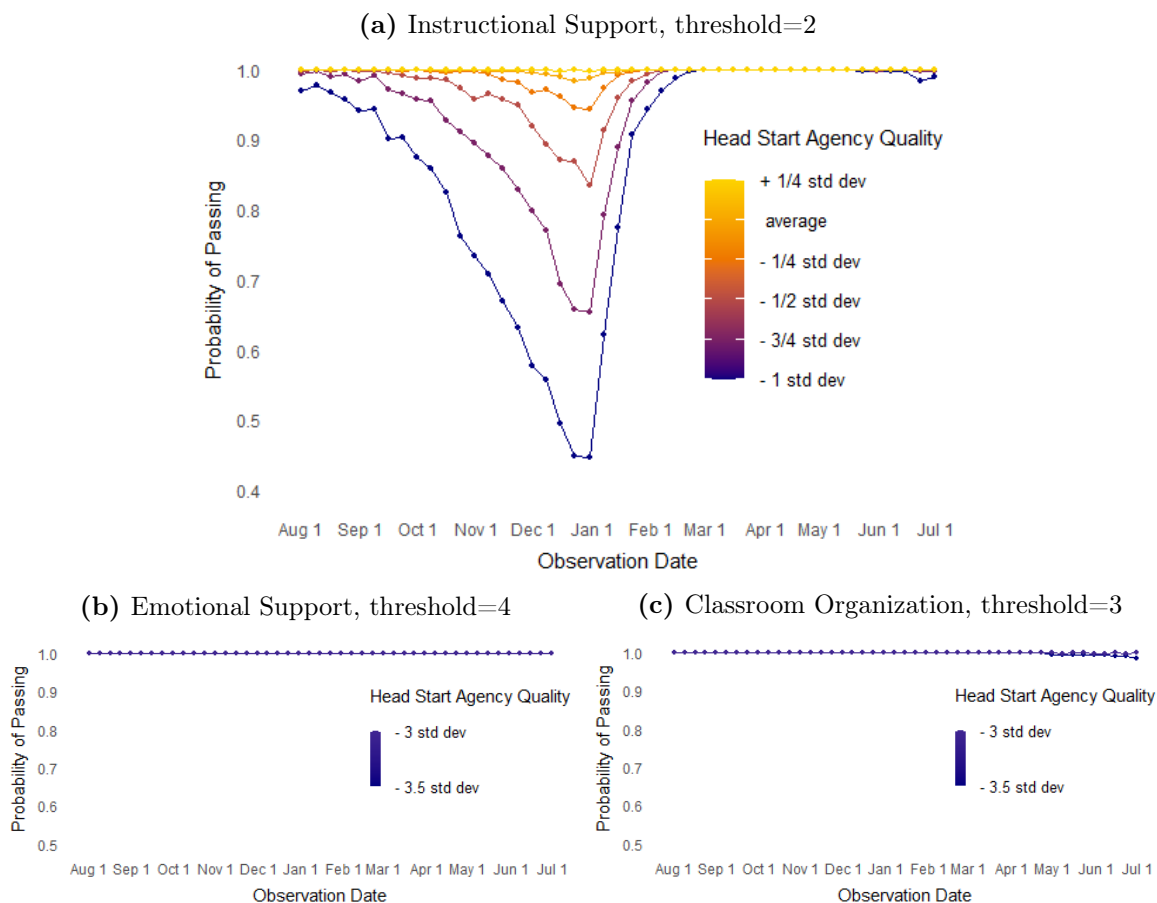 (a) Instructional Support, threshold=2
Probability of Passing
1.0
0.9
0.8
0.7
0.6
0.5
0.4
Head Start Agency Quality
+ 1/4 std dev
average
- 1/4 std dev
- 1/2 std dev
- 3/4 std dev
- 1 std dev
Aug 1 Sep 1 Oct 1 Nov 1 Dec 1 Jan 1 Feb 1 Mar 1 Apr 1 May 1 Jun 1 Jul 1
Observation Date
(b) Emotional Support, threshold=4
Probability of Passing
1.0
0.9
0.8
0.7
0.6
0.5
Head Start Agency Quality
- 3 std dev
- 3.5 std dev
Aug 1 Sep 1 Oct 1 Nov 1 Dec 1 Jan 1 Feb 1 Mar 1 Apr 1 May 1 Jun 1 Jul 1
Observation Date
(c) Classroom Organization, threshold=3
Probability of Passing
1.0
0.9
0.8
0.7
0.6
0.5
Head Start Agency Quality
- 3 std dev
- 3.5 std dev
Aug 1 Sep 1 Oct 1 Nov 1 Dec 1 Jan 1 Feb 1 Mar 1 Apr 1 May 1 Jun 1 Jul 1
Observation Date